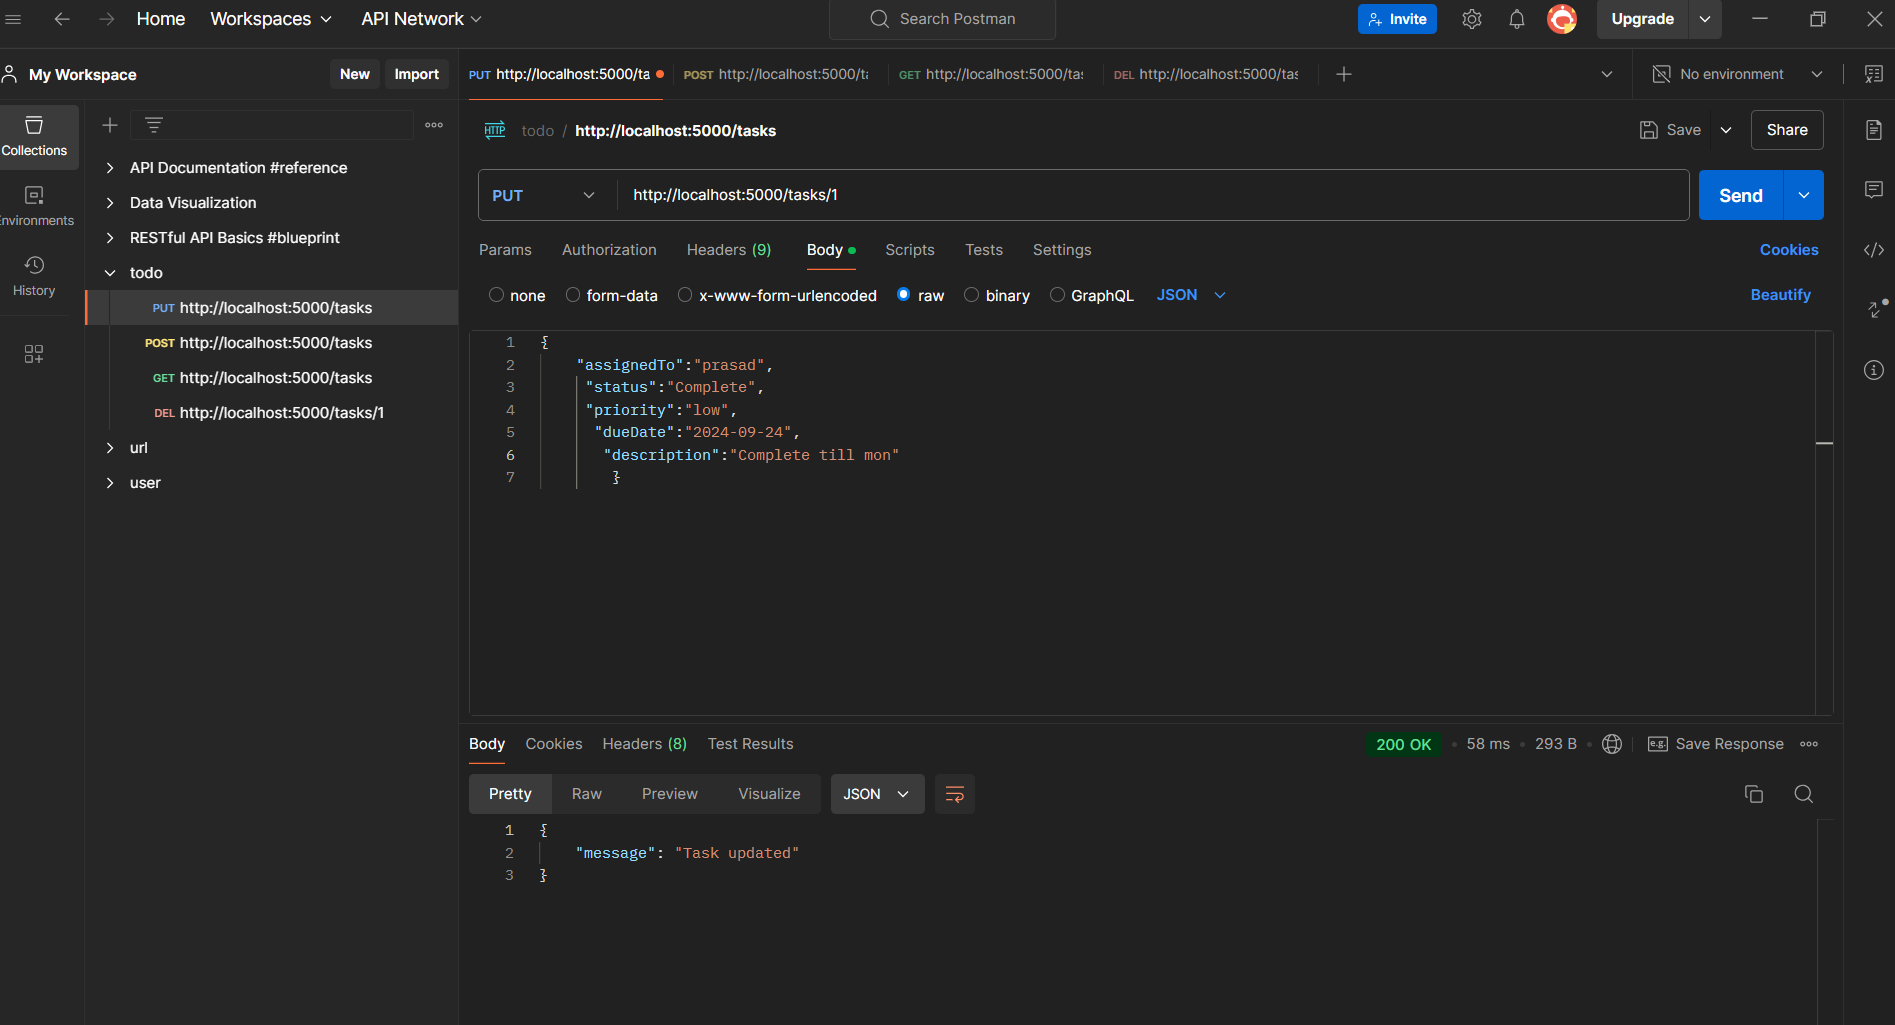 Home Workspaces API Network Search Postman Invite Upgrade
My Workspace New Import PUT http://localhost:5000/ta POST http://localhost:5000/ta GET http://localhost:5000/tas DEL http://localhost:5000/tas No environment
Collections
nvironments
History
API Documentation #reference
Data Visualization
RESTful API Basics #blueprint
todo
PUT http://localhost:5000/tasks
POST http://localhost:5000/tasks
GET http://localhost:5000/tasks
DEL http://localhost:5000/tasks/1
url
user
HTTP todo / http://localhost:5000/tasks Save Share
PUT http://localhost:5000/tasks/1 Send
Params Authorization Headers (9) Body Scripts Tests Settings Cookies
none form-data x-www-form-urlencoded raw binary GraphQL JSON Beautify
1 {
2 "assignedTo":"prasad",
3 "status":"Complete",
4 "priority":"low",
5 "dueDate":"2024-09-24",
6 "description":"Complete till mon"
7 }
Body Cookies Headers (8) Test Results 200 OK 58 ms 293 B e.g. Save Response
Pretty Raw Preview Visualize JSON
1 {
2 "message": "Task updated"
3 }